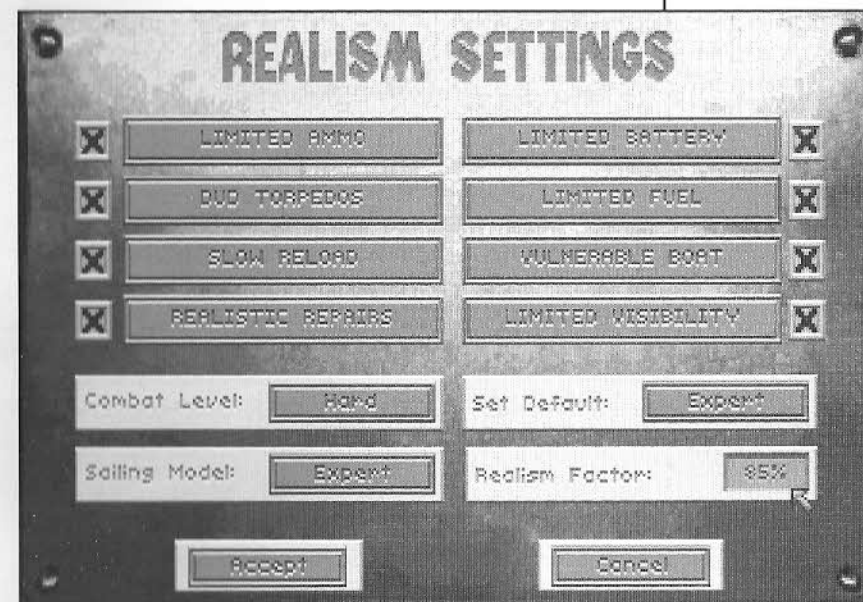 REALISM SETTINGS
LIMITED AMMO
LIMITED BATTERY
DUD TORPEDOS
LIMITED FUEL
SLOW RELOAD
VULNERABLE BOAT
REALISTIC REPAIRS
LIMITED VISIBILITY
Combat Level: Hard
Set Default: Expert
Sailing Model: Expert
Realism Factor: 85%
Accept
Cancel